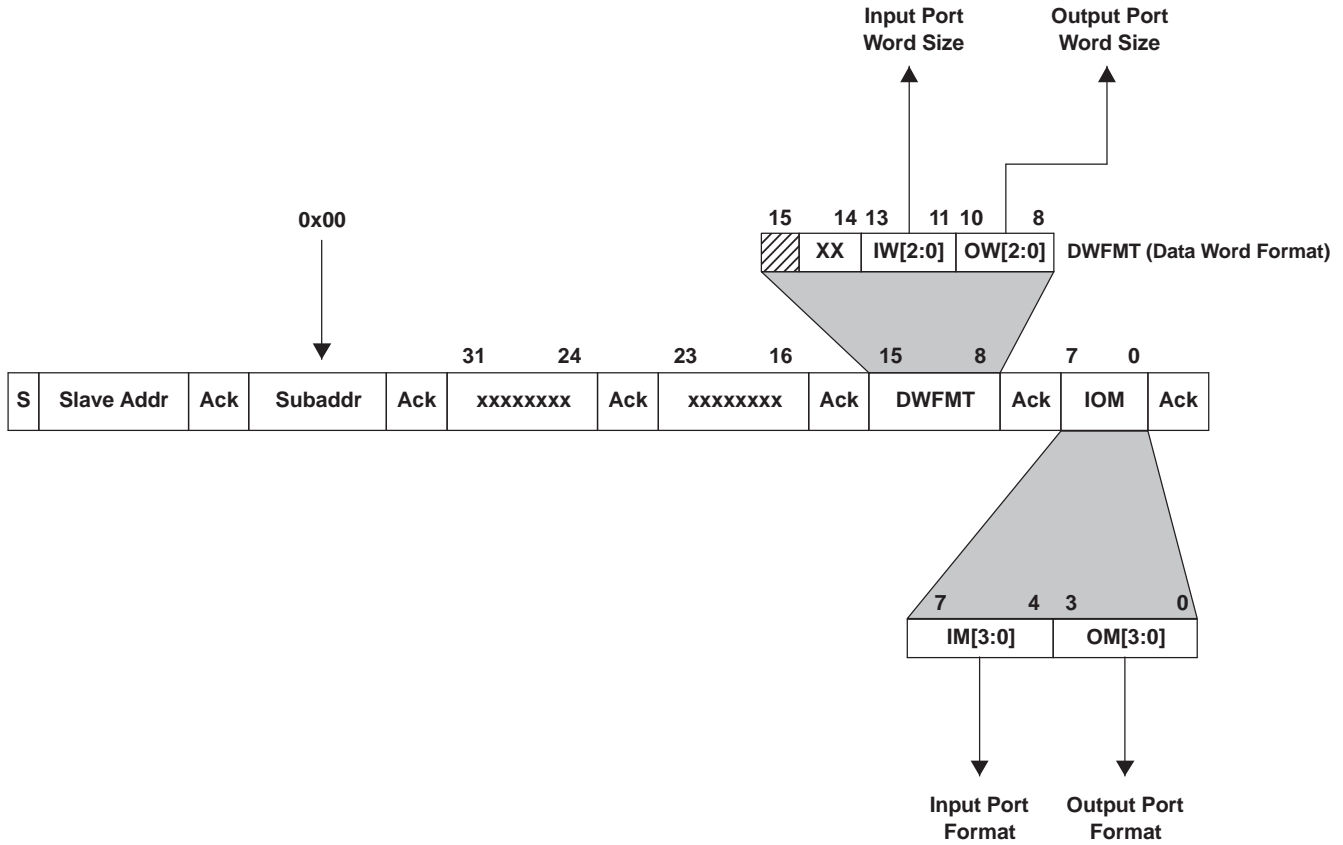 Input Port
Word Size
Output Port
Word Size
0x00
15 14 13 11 10 8
XX IW[2:0] OW[2:0] DWFMT (Data Word Format)
31 24 23 16 15 8 7 0
S Slave Addr Ack Subaddr Ack xxxxxxxx Ack xxxxxxxx Ack DWFMT Ack IOM Ack
7 4 3 0
IM[3:0] OM[3:0]
Input Port
Format
Output Port
Format